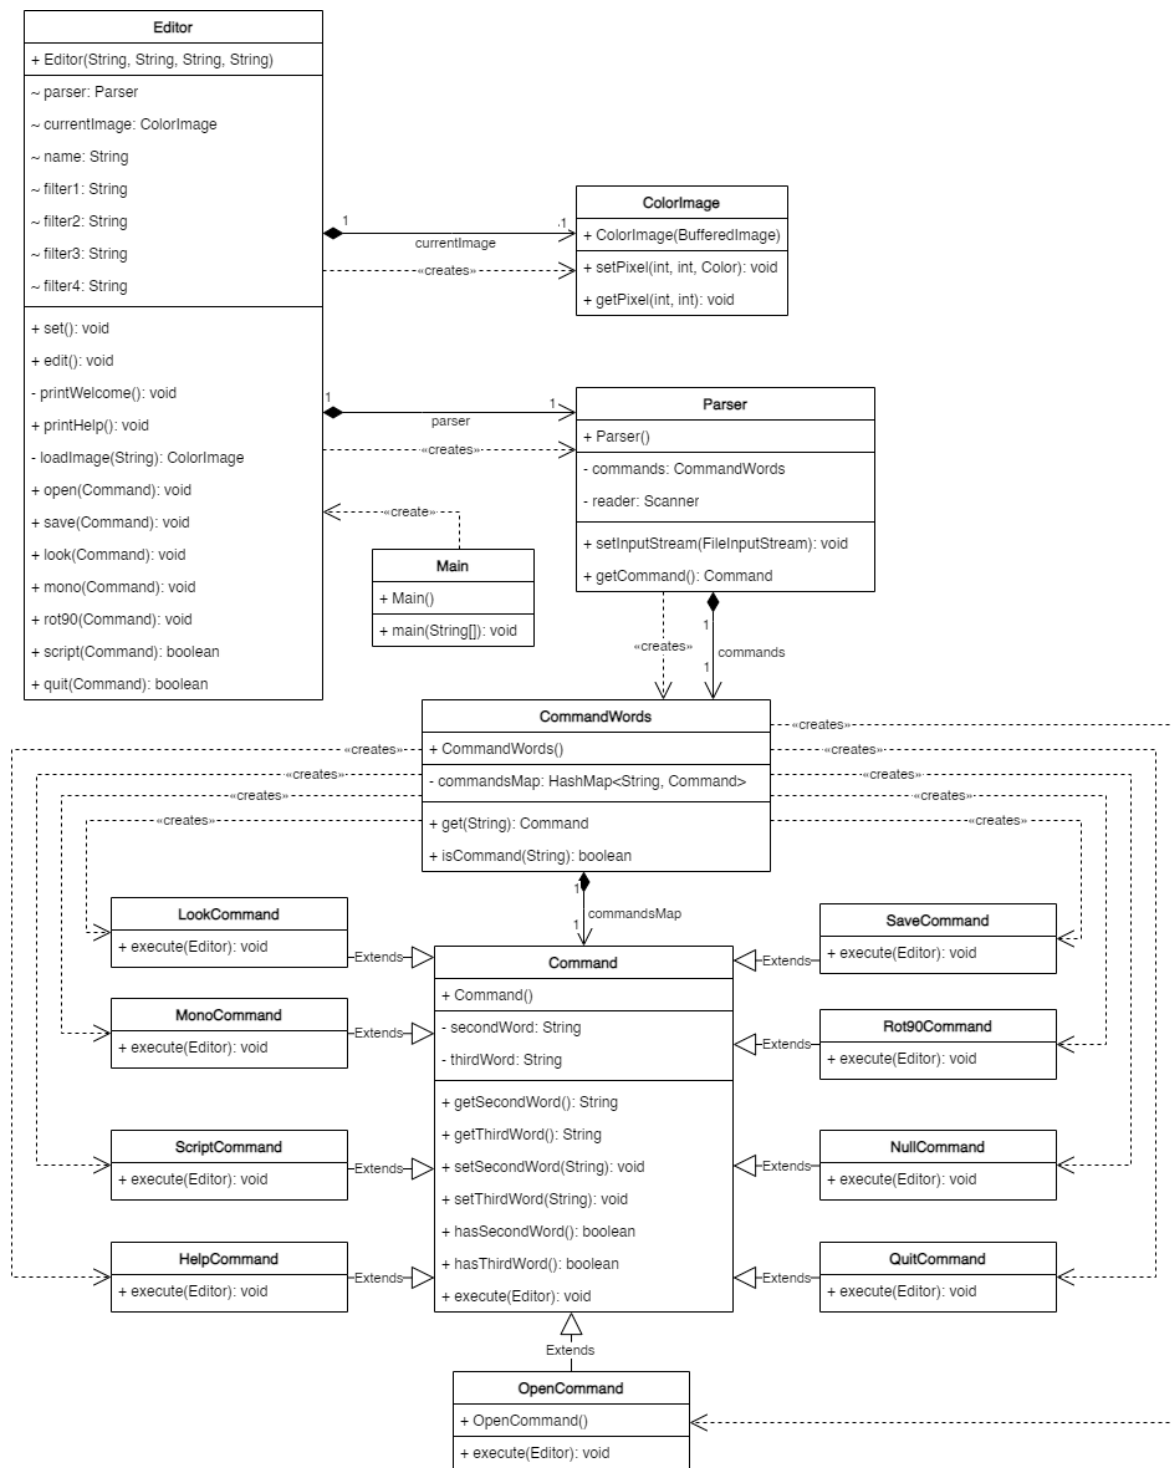 Editor
+ Editor(String, String, String, String)
~ parser: Parser
~ currentImage: ColorImage
~ name: String
~ filter1: String
~ filter2: String
~ filter3: String
~ filter4: String
+ set(): void
+ edit(): void
- printWelcome(): void
+ printHelp(): void
- loadImage(String): ColorImage
+ open(Command): void
+ save(Command): void
+ look(Command): void
+ mono(Command): void
+ rot90(Command): void
+ script(Command): boolean
+ quit(Command): boolean
1
.1
currentImage
«creates»
ColorImage
+ ColorImage(BufferedImage)
+ setPixel(int, int, Color): void
+ getPixel(int, int): void
1
1
parser
«creates»
Parser
+ Parser()
- commands: CommandWords
- reader: Scanner
+ setInputStream(FileInputStream): void
+ getCommand(): Command
«create»
Main
+ Main()
+ main(String[]): void
1
«creates»
commands
1
CommandWords
+ CommandWords()
- commandsMap: HashMap<String, Command>
+ get(String): Command
+ isCommand(String): boolean
«creates»
«creates»
«creates»
«creates»
«creates»
«creates»
«creates»
«creates»
«creates»
1
commandsMap
1
LookCommand
+ execute(Editor): void
Extends
MonoCommand
+ execute(Editor): void
Extends
ScriptCommand
+ execute(Editor): void
Extends
HelpCommand
+ execute(Editor): void
Extends
Command
+ Command()
- secondWord: String
- thirdWord: String
+ getSecondWord(): String
+ getThirdWord(): String
+ setSecondWord(String): void
+ setThirdWord(String): void
+ hasSecondWord(): boolean
+ hasThirdWord(): boolean
+ execute(Editor): void
Extends
SaveCommand
+ execute(Editor): void
Extends
Rot90Command
+ execute(Editor): void
Extends
NullCommand
+ execute(Editor): void
Extends
QuitCommand
+ execute(Editor): void
Extends
OpenCommand
+ OpenCommand()
+ execute(Editor): void